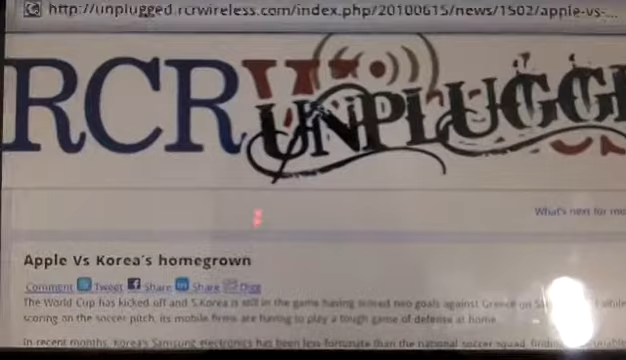 http://unplugged.rcrwireless.com/index.php/20100615/news/1502/apple-vs-...
RCR
UNPLUGG
What's next for
Apple Vs Korea's homegrown
Comment Tweet Share Share Digg
The World Cup has kicked off and S.Korea is still in the game having scored two goals against Greece on while
scoring on the soccer pitch, its mobile firms are having to play a tough game of defense at home.
In recent months, Korea's Samsung electronics has been less fortunate than the national soccer squad,